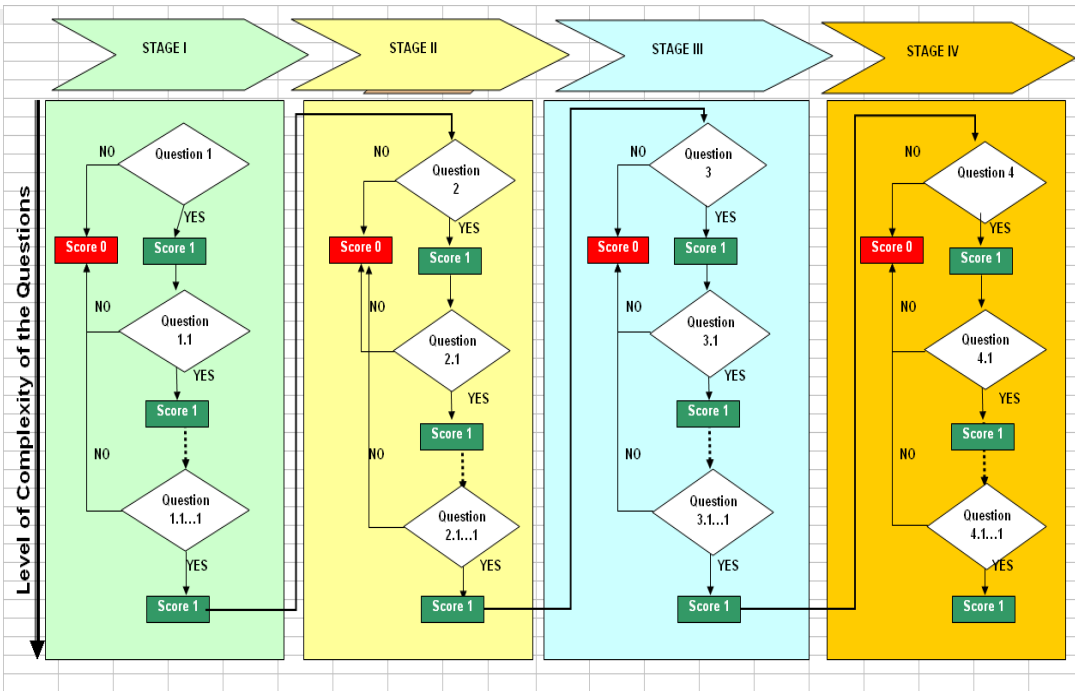 STAGE I
STAGE II
STAGE III
STAGE IV
Level of Complexity of the Questions
Question 1
NO
YES
Score 0
Score 1
NO
Question
1.1
YES
Score 1
NO
Question
1.1...1
YES
Score 1
NO
Question
2
YES
Score 0
Score 1
NO
Question
2.1
YES
Score 1
NO
Question
2.1...1
YES
Score 1
NO
Question
3
YES
Score 0
Score 1
NO
Question
3.1
YES
Score 1
NO
Question
3.1...1
YES
Score 1
NO
Question 4
YES
Score 0
Score 1
NO
Question
4.1
YES
Score 1
NO
Question
4.1...1
YES
Score 1